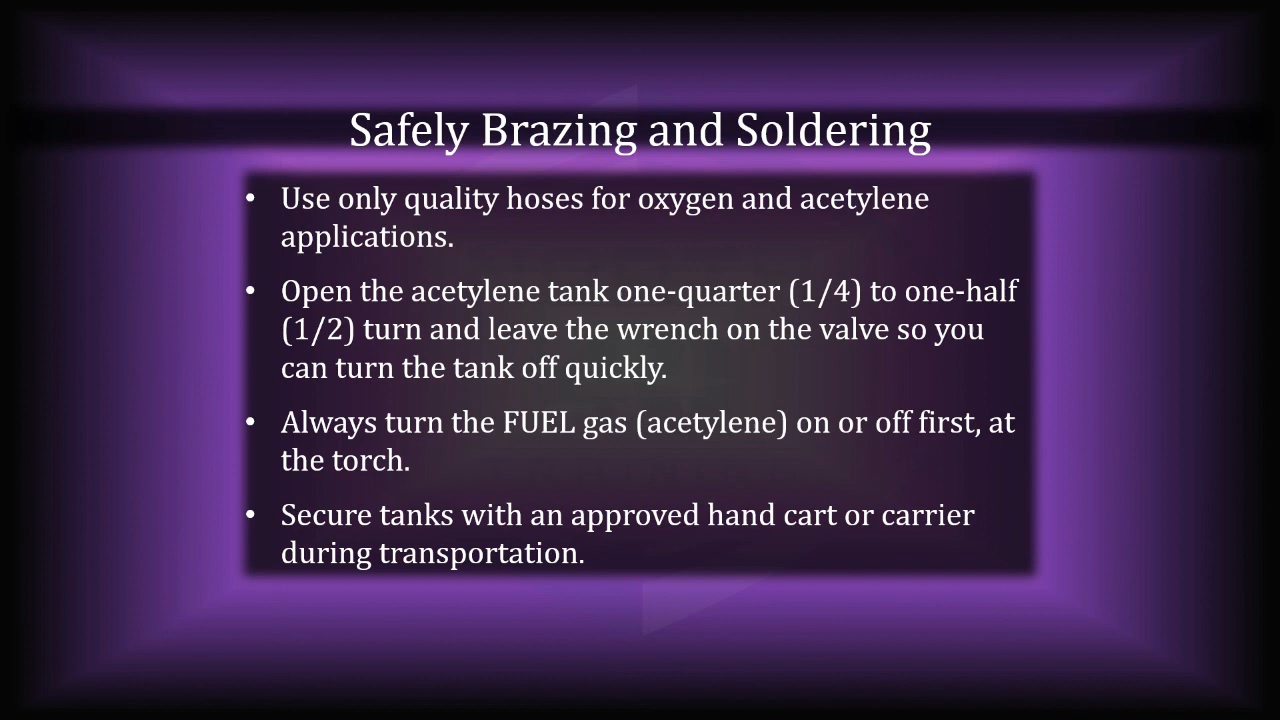 Safely Brazing and Soldering
• Use only quality hoses for oxygen and acetylene
applications.
• Open the acetylene tank one-quarter (1/4) to one-half
(1/2) turn and leave the wrench on the valve so you
can turn the tank off quickly.
• Always turn the FUEL gas (acetylene) on or off first, at
the torch.
• Secure tanks with an approved hand cart or carrier
during transportation.